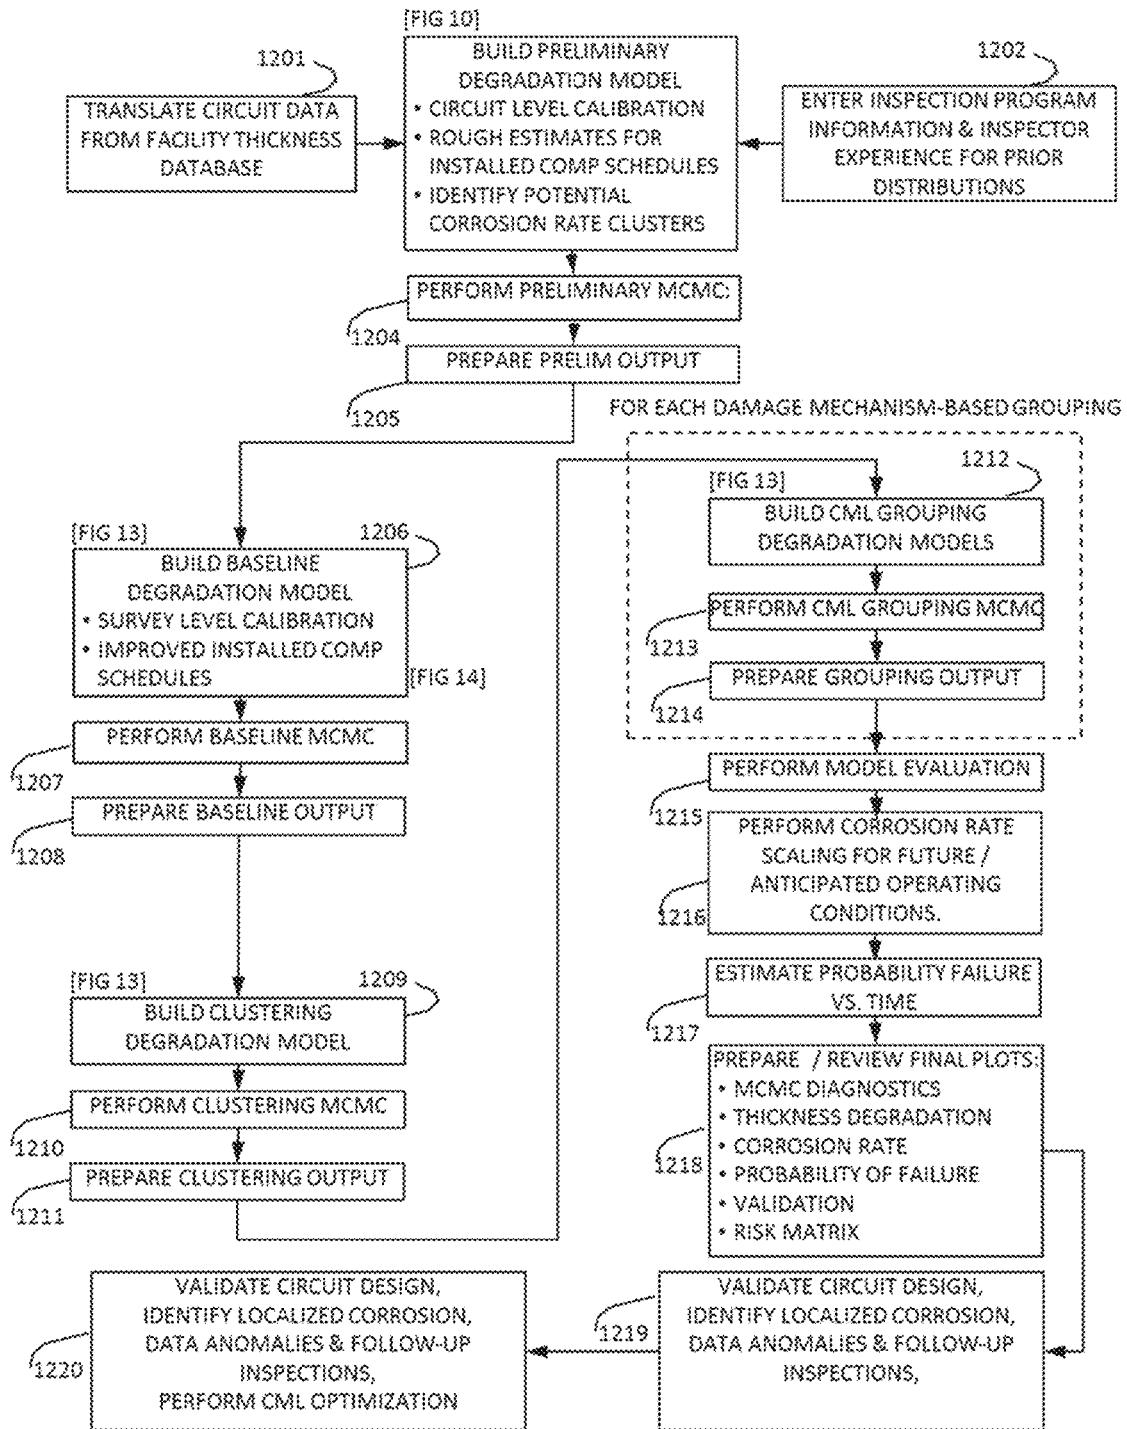 [FIG 10]
1201
TRANSLATE CIRCUIT DATA
FROM FACILITY THICKNESS
DATABASE
BUILD PRELIMINARY
DEGRADATION MODEL
• CIRCUIT LEVEL CALIBRATION
• ROUGH ESTIMATES FOR
INSTALLED COMP SCHEDULES
• IDENTIFY POTENTIAL
CORROSION RATE CLUSTERS
1202
ENTER INSPECTION PROGRAM
INFORMATION & INSPECTOR
EXPERIENCE FOR PRIOR
DISTRIBUTIONS
PERFORM PRELIMINARY MCMC:
1204
PREPARE PRELIM OUTPUT
1205
[FIG 13]
1206
BUILD BASELINE
DEGRADATION MODEL
• SURVEY LEVEL CALIBRATION
• IMPROVED INSTALLED COMP
SCHEDULES
[FIG 14]
PERFORM BASELINE MCMC
1207
PREPARE BASELINE OUTPUT
1208
[FIG 13]
1209
BUILD CLUSTERING
DEGRADATION MODEL
PERFORM CLUSTERING MCMC
1210
PREPARE CLUSTERING OUTPUT
1211
FOR EACH DAMAGE MECHANISM-BASED GROUPING
1212
[FIG 13]
BUILD CML GROUPING
DEGRADATION MODELS
PERFORM CML GROUPING MCMC
1213
PREPARE GROUPING OUTPUT
1214
PERFORM MODEL EVALUATION
1215
PERFORM CORROSION RATE
SCALING FOR FUTURE /
ANTICIPATED OPERATING
CONDITIONS.
1216
ESTIMATE PROBABILITY FAILURE
VS. TIME
1217
PREPARE / REVIEW FINAL PLOTS:
• MCMC DIAGNOSTICS
• THICKNESS DEGRADATION
• CORROSION RATE
• PROBABILITY OF FAILURE
• VALIDATION
• RISK MATRIX
1218
VALIDATE CIRCUIT DESIGN,
IDENTIFY LOCALIZED CORROSION,
DATA ANOMALIES & FOLLOW-UP
INSPECTIONS,
1219
VALIDATE CIRCUIT DESIGN,
IDENTIFY LOCALIZED CORROSION,
DATA ANOMALIES & FOLLOW-UP
INSPECTIONS,
PERFORM CML OPTIMIZATION
1220